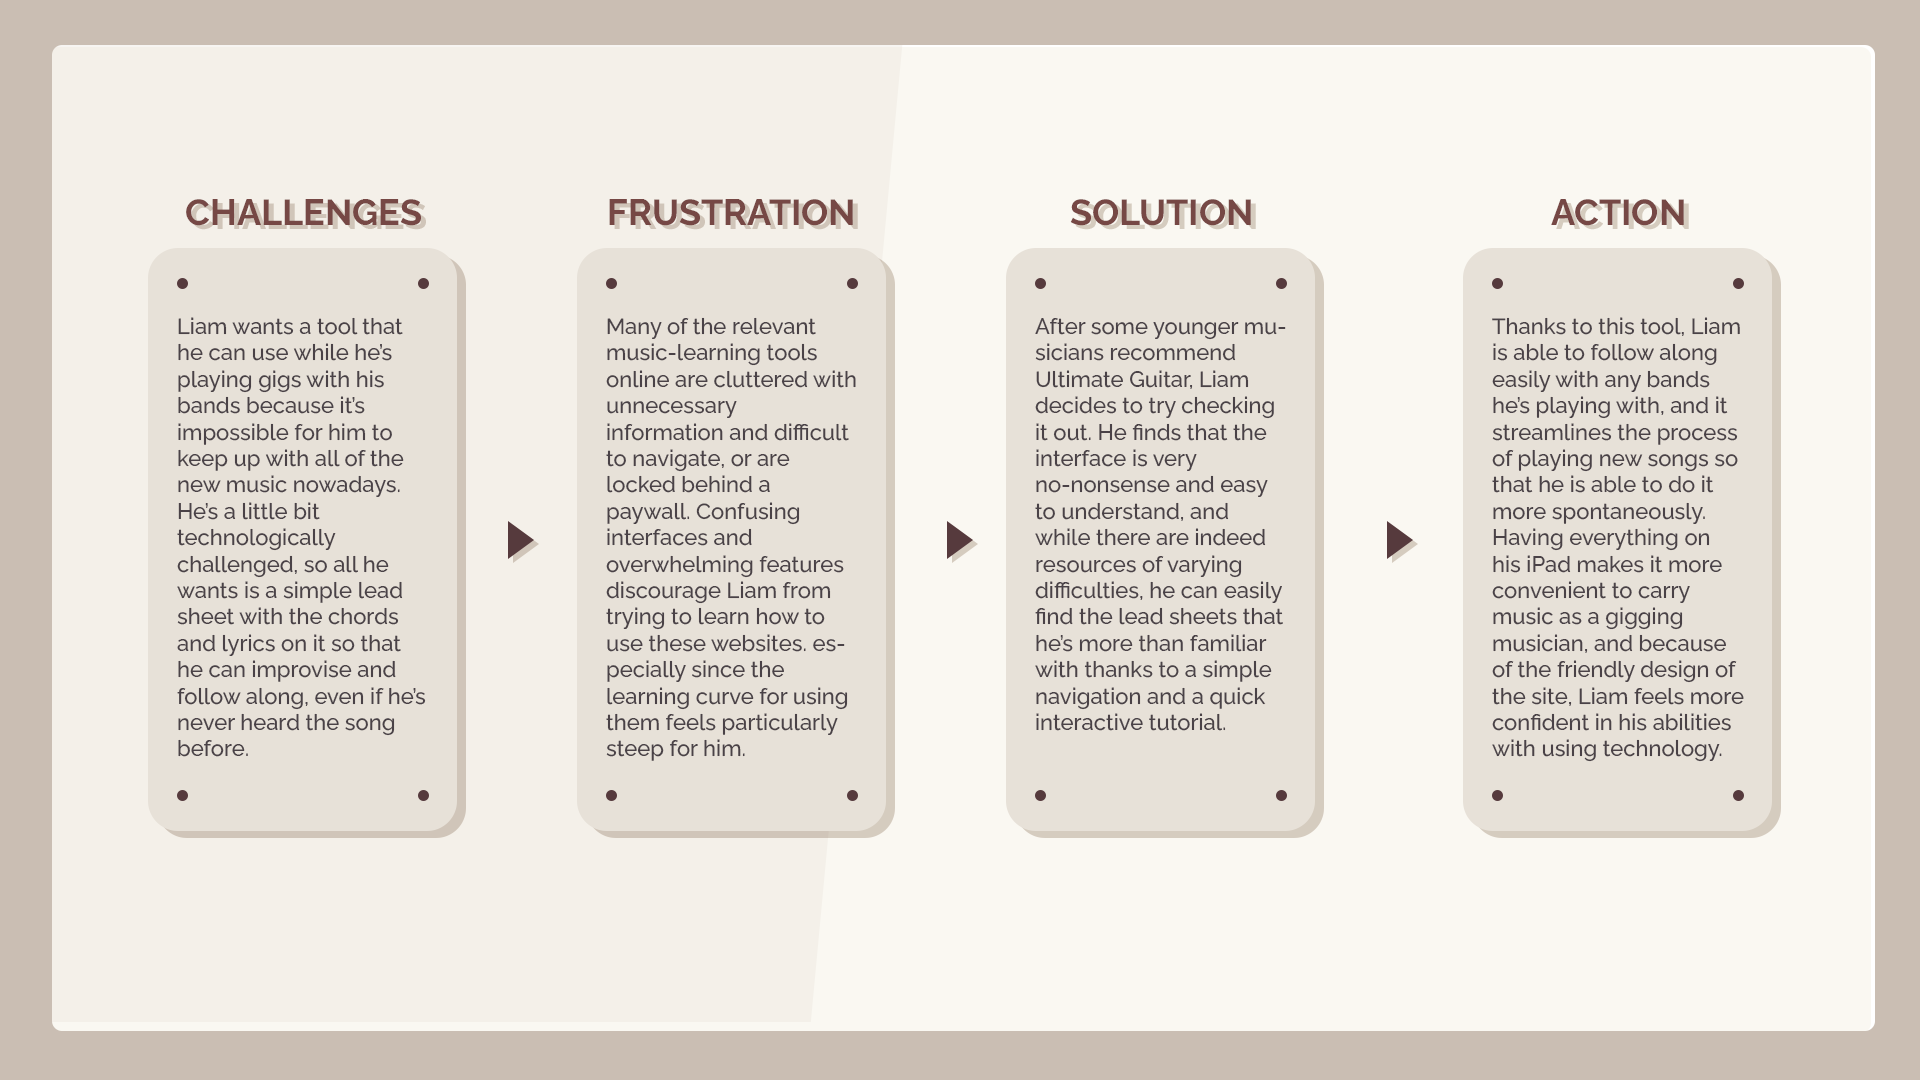 CHALLENGES
Liam wants a tool that
he can use while he’s
playing gigs with his
bands because it’s
impossible for him to
keep up with all of the
new music nowadays.
He’s a little bit
technologically
challenged, so all he
wants is a simple lead
sheet with the chords
and lyrics on it so that
he can improvise and
follow along, even if he’s
never heard the song
before.
FRUSTRATION
Many of the relevant
music-learning tools
online are cluttered with
unnecessary
information and difficult
to navigate, or are
locked behind a
paywall. Confusing
interfaces and
overwhelming features
discourage Liam from
trying to learn how to
use these websites. es-
pecially since the
learning curve for using
them feels particularly
steep for him.
SOLUTION
After some younger mu-
sicians recommend
Ultimate Guitar, Liam
decides to try checking
it out. He finds that the
interface is very
no-nonsense and easy
to understand, and
while there are indeed
resources of varying
difficulties, he can easily
find the lead sheets that
he’s more than familiar
with thanks to a simple
navigation and a quick
interactive tutorial.
ACTION
Thanks to this tool, Liam
is able to follow along
easily with any bands
he’s playing with, and it
streamlines the process
of playing new songs so
that he is able to do it
more spontaneously.
Having everything on
his iPad makes it more
convenient to carry
music as a gigging
musician, and because
of the friendly design of
the site, Liam feels more
confident in his abilities
with using technology.